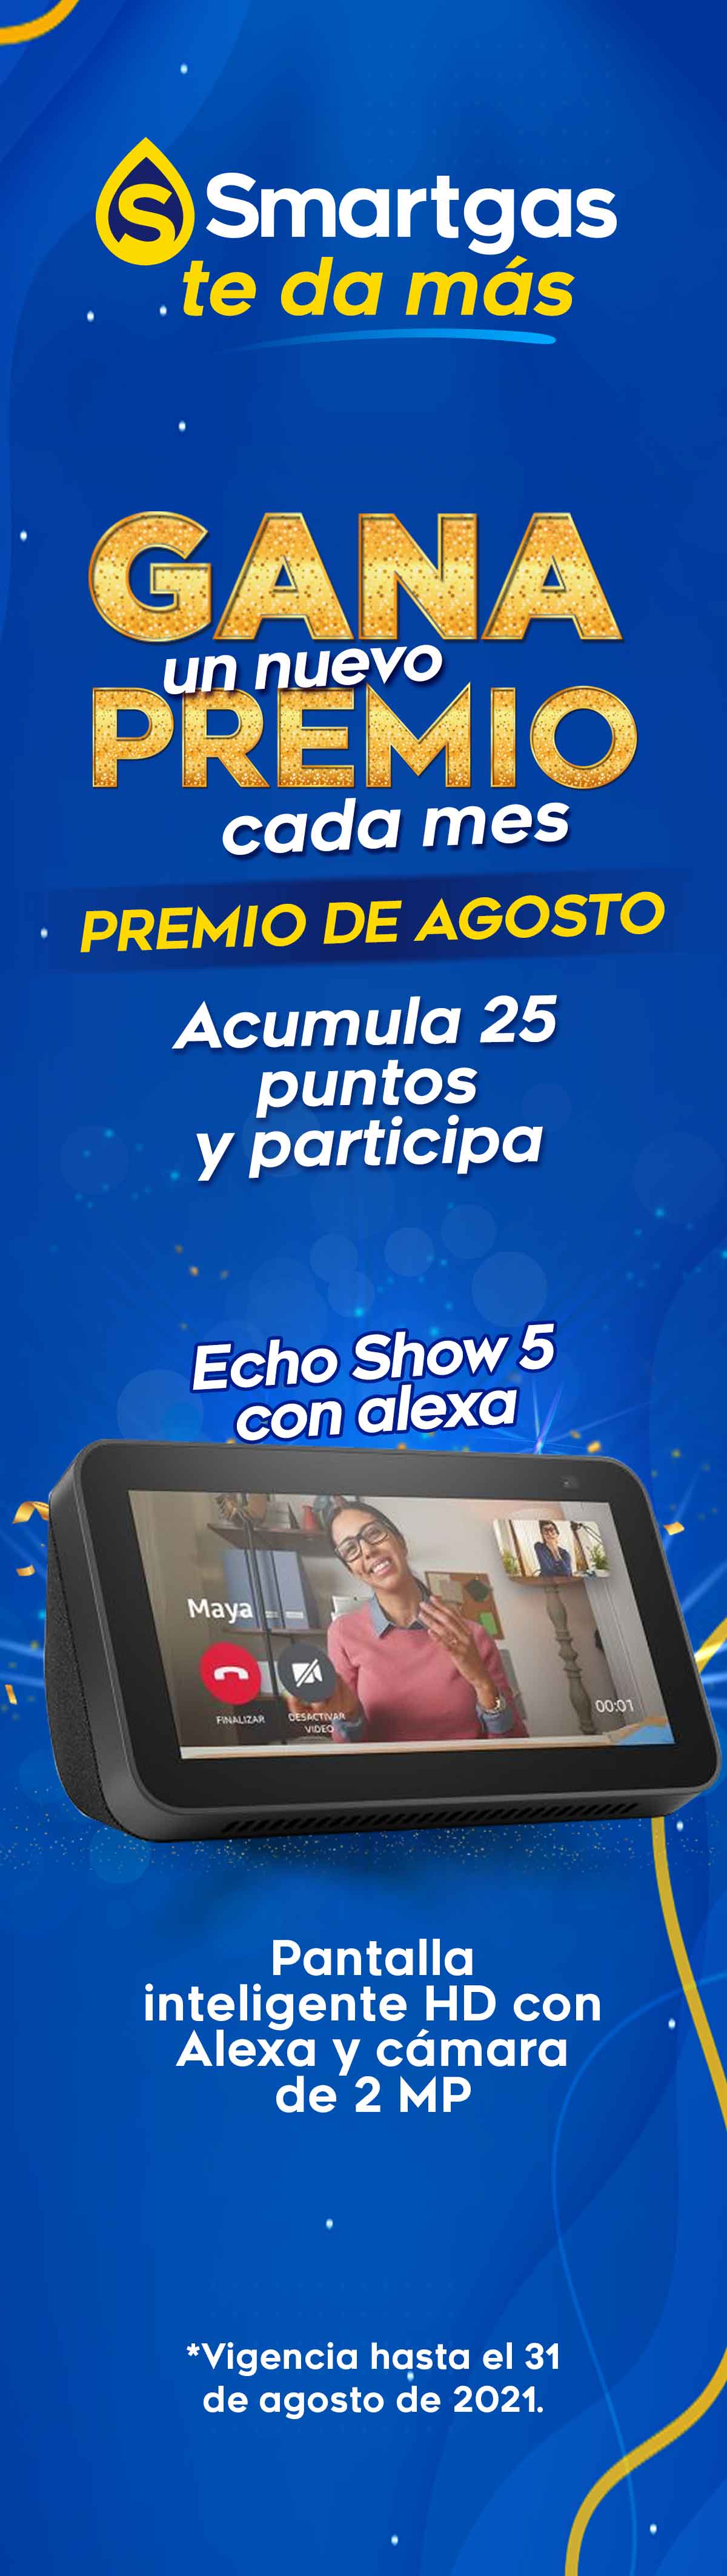 S Smartgas
te da más
GANA
un nuevo
PREMIO
cada mes
PREMIO DE AGOSTO
Acumula 25
puntos
y participa
Echo Show 5
con alexa
Maya
FINALIZAR
DESACTIVAR
VIDEO
00:01
Pantalla
inteligente HD con
Alexa y cámara
de 2 MP
*Vigencia hasta el 31
de agosto de 2021.